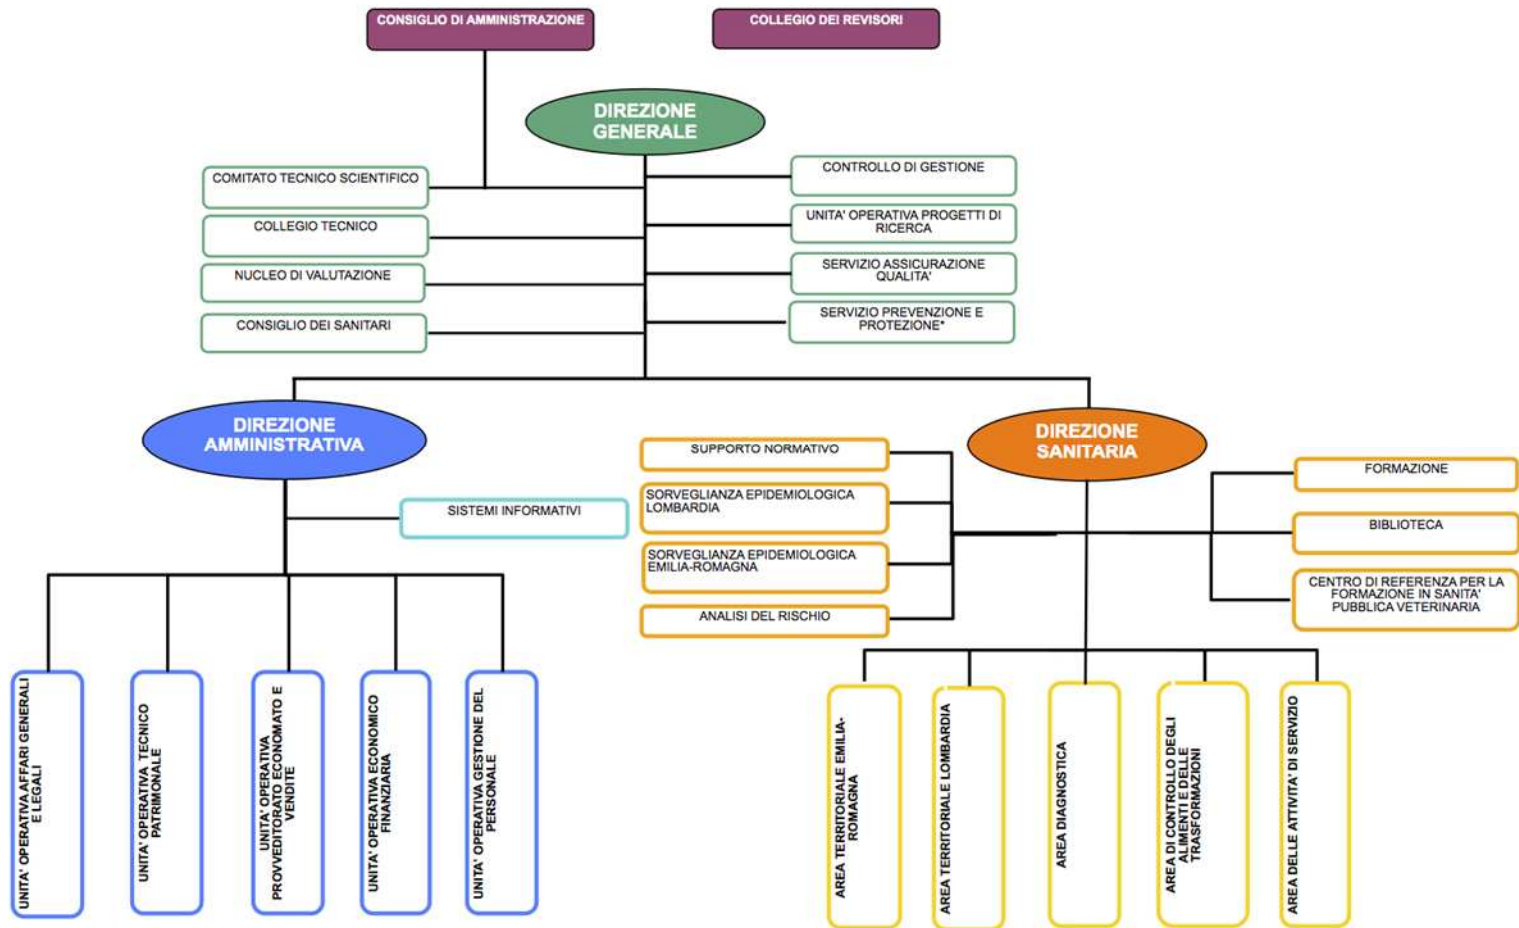 CONSIGLIO DI AMMINISTRAZIONE
COLLEGIO DEI REVISORI
DIREZIONE
GENERALE
COMITATO TECNICO SCIENTIFICO
COLLEGIO TECNICO
NUCLEO DI VALUTAZIONE
CONSIGLIO DEI SANITARI
CONTROLLO DI GESTIONE
UNITA' OPERATIVA PROGETTI DI
RICERCA
SERVIZIO ASSICURAZIONE
QUALITA'
SERVIZIO PREVENZIONE E
PROTEZIONE*
DIREZIONE
AMMINISTRATIVA
SISTEMI INFORMATIVI
UNITA' OPERATIVA AFFARI GENERALI
E LEGALI
UNITA' OPERATIVA TECNICO
PATRIMONALE
UNITA' OPERATIVA
PROVVEDITORATO ECONOMATO E
VENDITE
UNITA' OPERATIVA ECONOMICO
FINANZIARIA
UNITA' OPERATIVA GESTIONE DEL
PERSONALE
DIREZIONE
SANITARIA
SUPPORTO NORMATIVO
SORVEGLIANZA EPIDEMIOLOGICA
LOMBARDIA
SORVEGLIANZA EPIDEMIOLOGICA
EMILIA-ROMAGNA
ANALISI DEL RISCHIO
FORMAZIONE
BIBLIOTECA
CENTRO DI REFERENZA PER LA
FORMAZIONE IN SANITA'
PUBBLICA VETERINARIA
AREA TERRITORIALE EMILIA-
ROMAGNA
AREA TERRITORIALE LOMBARDIA
AREA DIAGNOSTICA
AREA DI CONTROLLO DEGLI
ALIMENTI E DELLE
TRASFORMAZIONI
AREA DELLE ATTIVITA' DI SERVIZIO